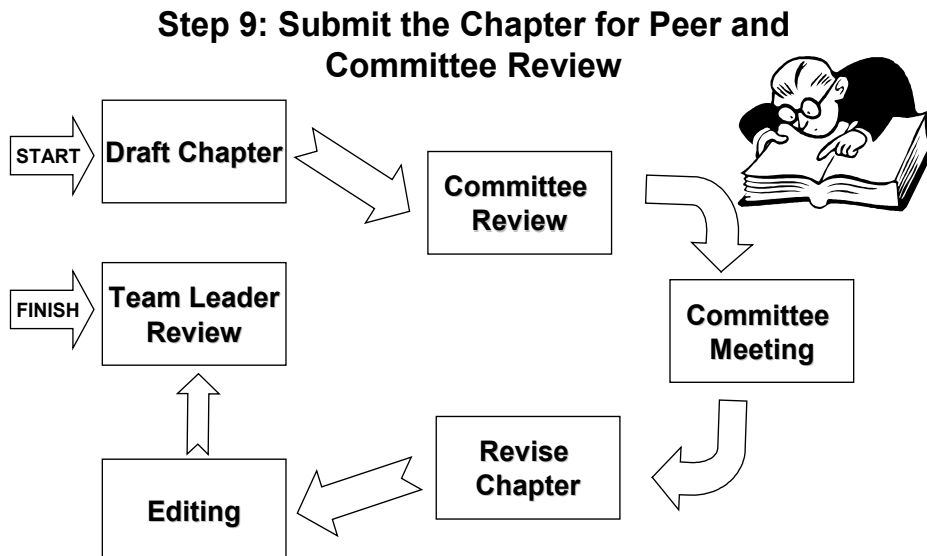 Step 9: Submit the Chapter for Peer and
Committee Review
START
Draft Chapter
Committee
Review
Committee
Meeting
Revise
Chapter
Editing
FINISH
Team Leader
Review